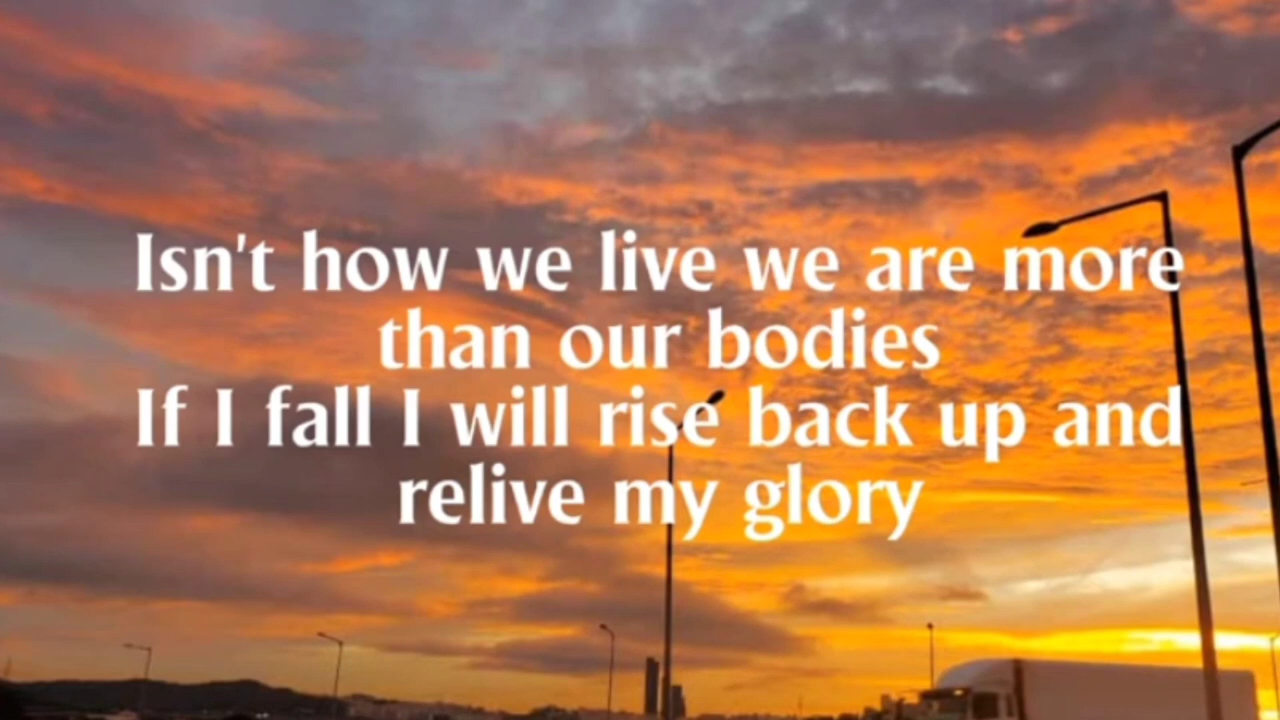 Isn't how we live we are more
than our bodies
If I fall I will rise back up and
relive my glory